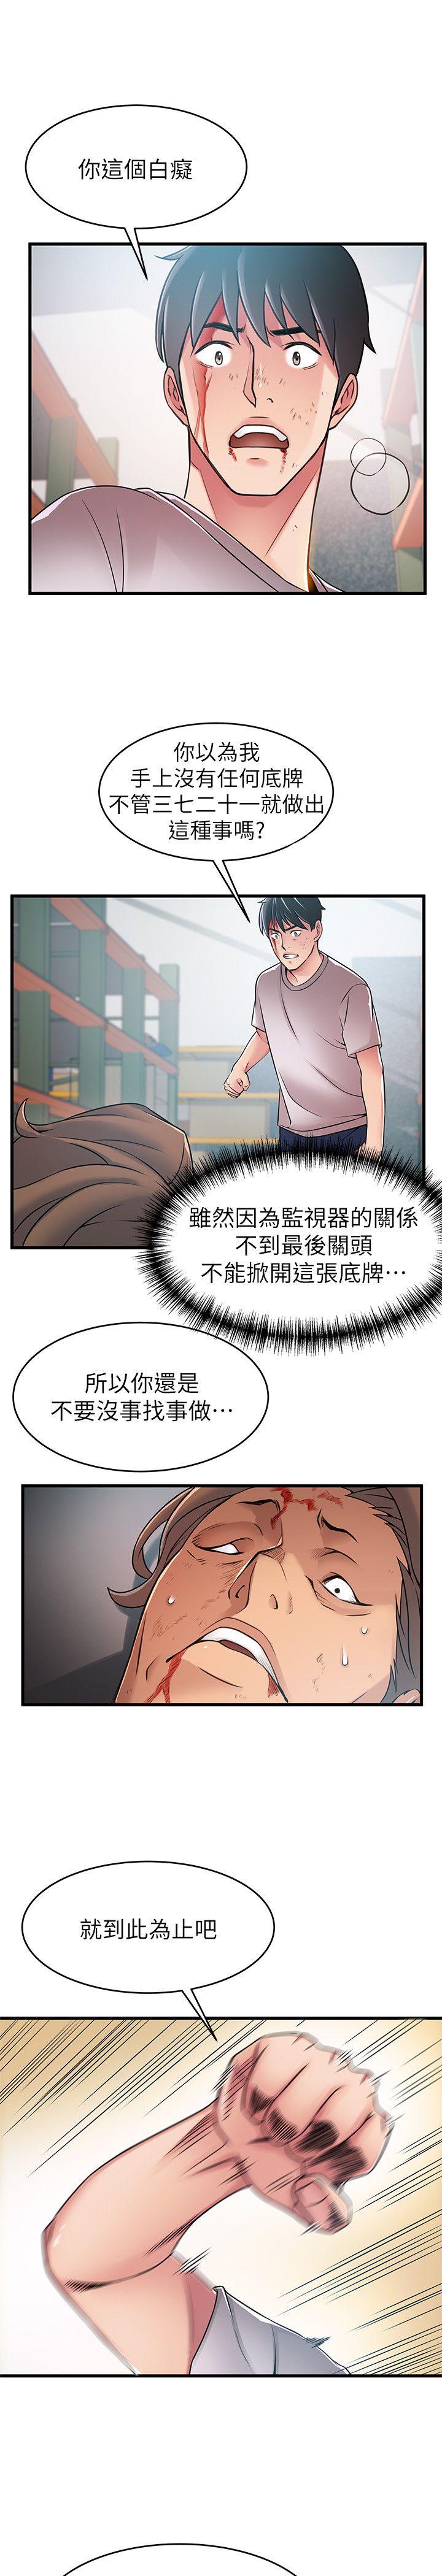 你這個白癡
你以為我
手上沒有任何底牌
不管三七二十一就做出
這種事嗎?
雖然因為監視器的關係
不到最後關頭
不能掀開這張底牌⋯
所以你還是
不要沒事找事做⋯
就到此為止吧